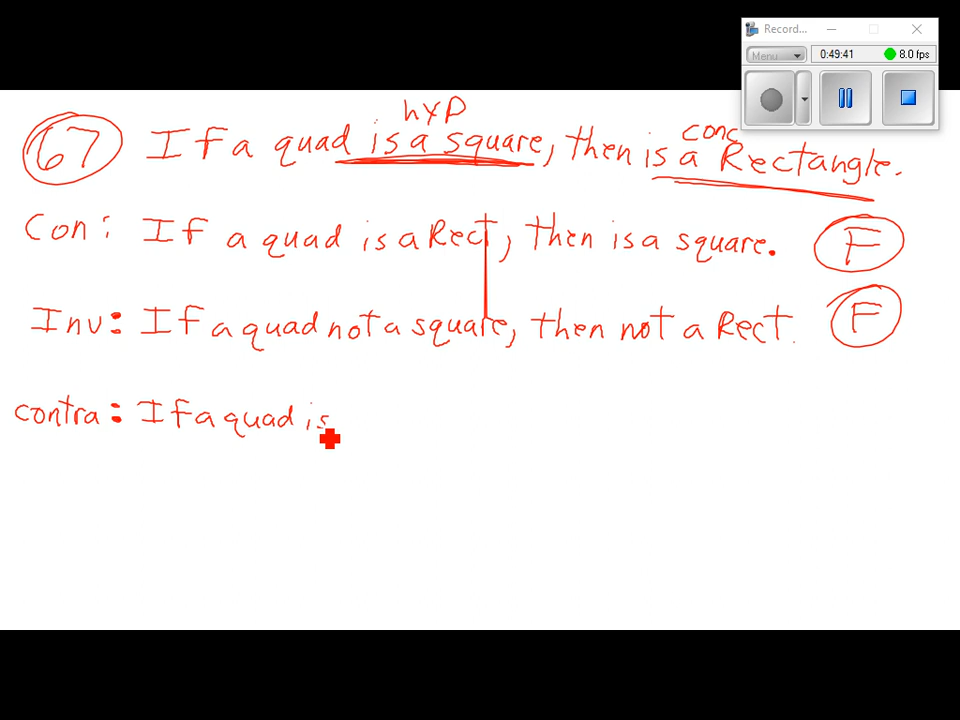 Record...
Menu
0:49:41
8.0 fps
hyp
conc
67 If a quad is a square, then is a Rectangle.
Con: If a quad is a Rect, then is a square. F
Inv: If a quad not a square, then not a Rect. F
contra: If a quad is